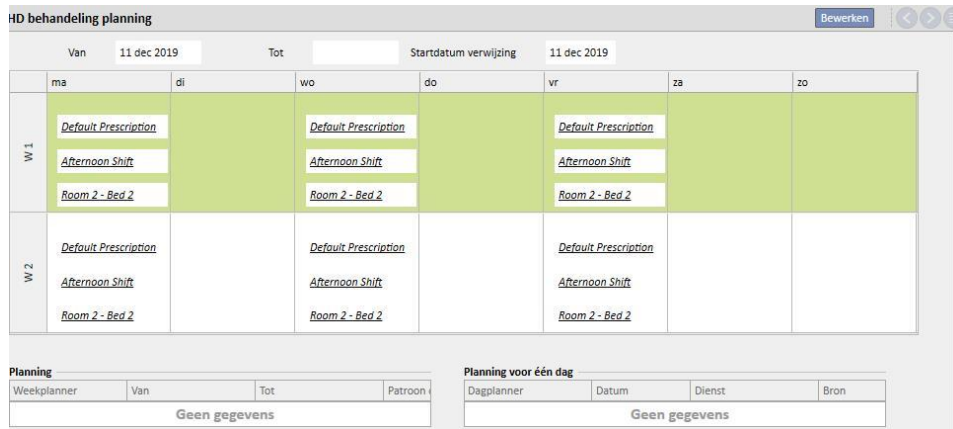 HD behandeling planning Bewerken
Van 11 dec 2019 Tot Startdatum verwijzing 11 dec 2019
ma di wo do vr za zo
W 1
Default Prescription Default Prescription Default Prescription
Afternoon Shift Afternoon Shift Afternoon Shift
Room 2 - Bed 2 Room 2 - Bed 2 Room 2 - Bed 2
W 2
Default Prescription Default Prescription Default Prescription
Afternoon Shift Afternoon Shift Afternoon Shift
Room 2 - Bed 2 Room 2 - Bed 2 Room 2 - Bed 2
Planning Planning voor één dag
Weekplanner Van Tot Patroon Dagplanner Datum Dienst Bron
Geen gegevens Geen gegevens